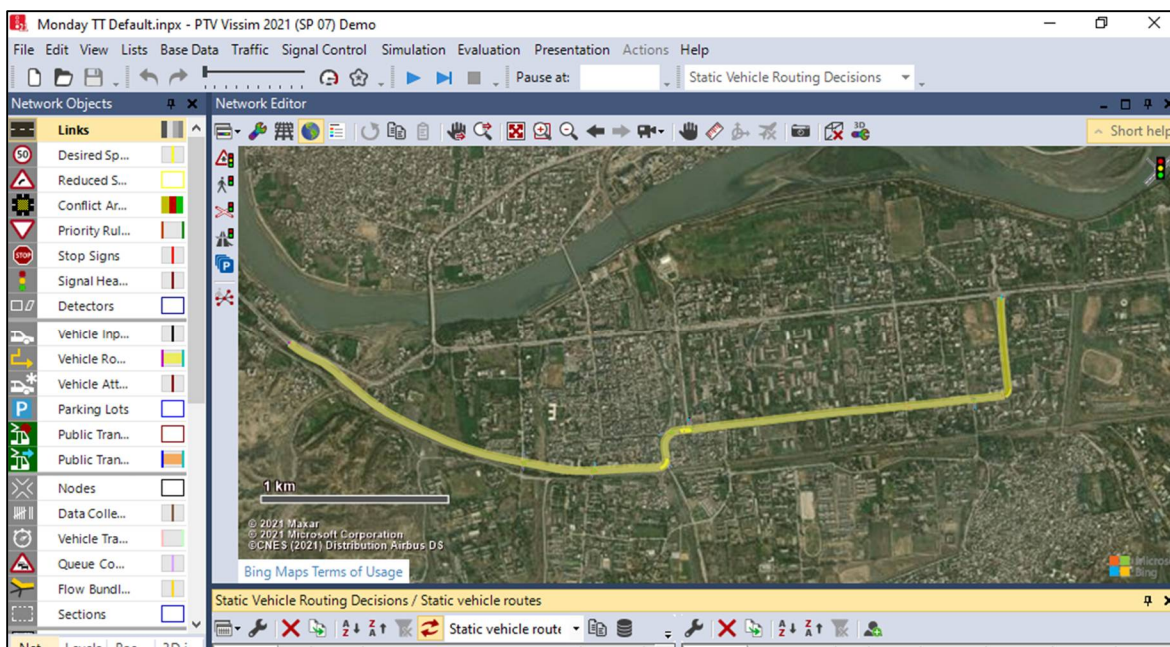 Monday TT Default.inpx - PTV Vissim 2021 (SP 07) Demo
File Edit View Lists Base Data Traffic Signal Control Simulation Evaluation Presentation Actions Help
Pause at: Static Vehicle Routing Decisions
Network Objects
Network Editor
Short help
Links
50 Desired Sp...
Reduced S...
Conflict Ar...
Priority Rul...
STOP Stop Signs
Signal Hea...
Detectors
Vehicle Inp...
Vehicle Ro...
Vehicle Att...
P Parking Lots
Public Tran...
Public Tran...
Nodes
Data Colle...
Vehicle Tra...
Queue Co...
Flow Bundl...
Sections
3D
P
1 km
© 2021 Maxar
© 2021 Microsoft Corporation
©CNES (2021) Distribution Airbus DS
Bing Maps Terms of Usage
Microsoft
Bing
Static Vehicle Routing Decisions / Static vehicle routes
Static vehicle route